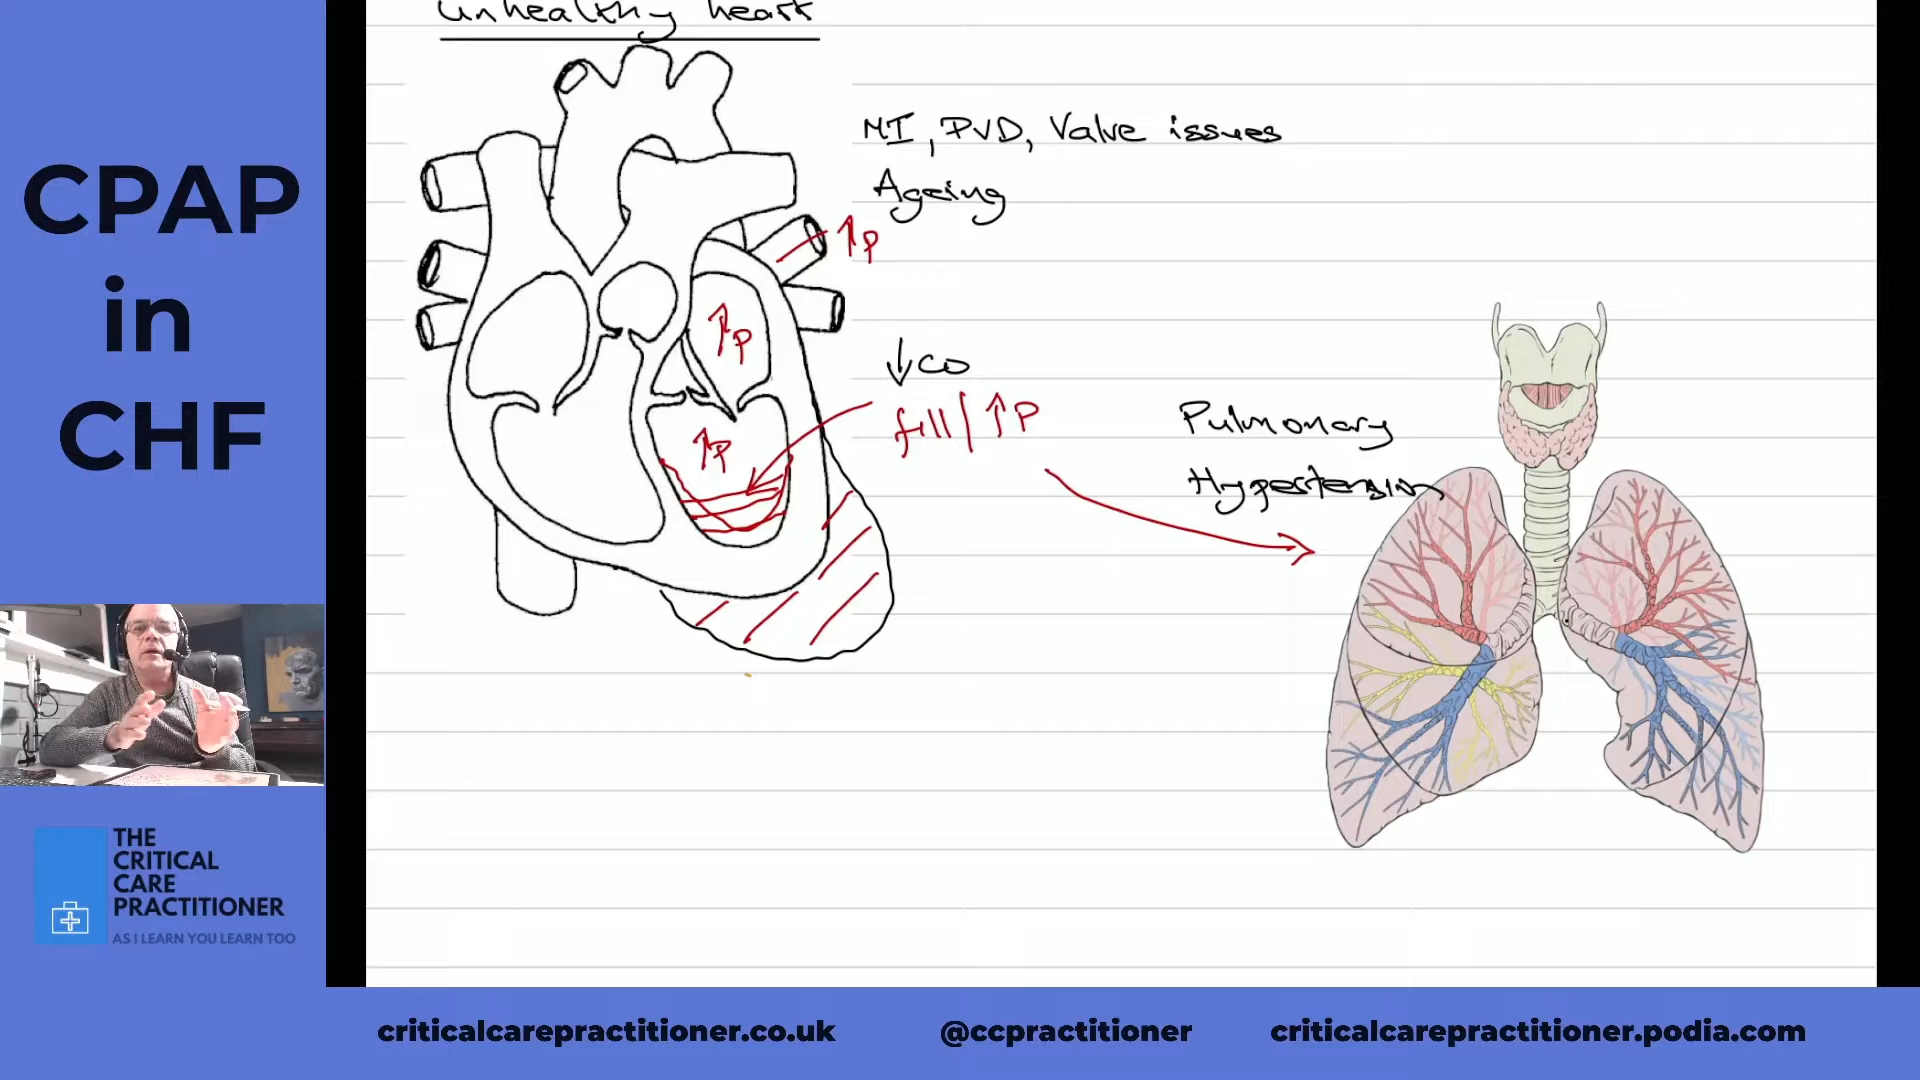 CPAP
in
CHF
THE
CRITICAL
CARE
PRACTITIONER
AS I LEARN YOU LEARN TOO
Unhealthy heart
MI, PVD, Valve issues
Ageing
↑P
↑P
↓CO
fill/↑P
↑P
Pulmonary
Hypertension
criticalcarepractitioner.co.uk
@ccpractitioner
criticalcarepractitioner.podia.com